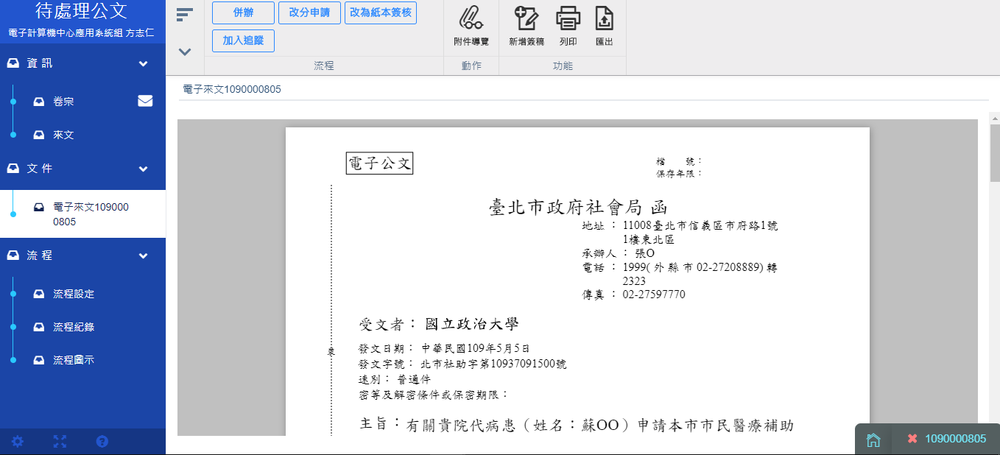 待處理公文
電子計算機中心應用系統組 方志仁
資訊
卷宗
來文
文件
電子來文109000
0805
流程
流程設定
流程紀錄
流程圖示
併辦
改分申請
改為紙本簽核
加入追蹤
流程
附件導覽
動作
新增簽稿
列印
匯出
功能
電子來文1090000805
電子公文
檔 號：
保存年限：
臺北市政府社會局 函
地址：11008臺北市信義區市府路1號
1樓東北區
承辦人：張O
電話：1999(外縣市02-27208889)轉
2323
傳真：02-27597770
受文者：國立政治大學
發文日期：中華民國109年5月5日
發文字號：北市社助字第10937091500號
速別：普通件
密等及解密條件或保密期限：
裝
主旨：有關貴院代病患（姓名：蘇OO）申請本市市民醫療補助
1090000805